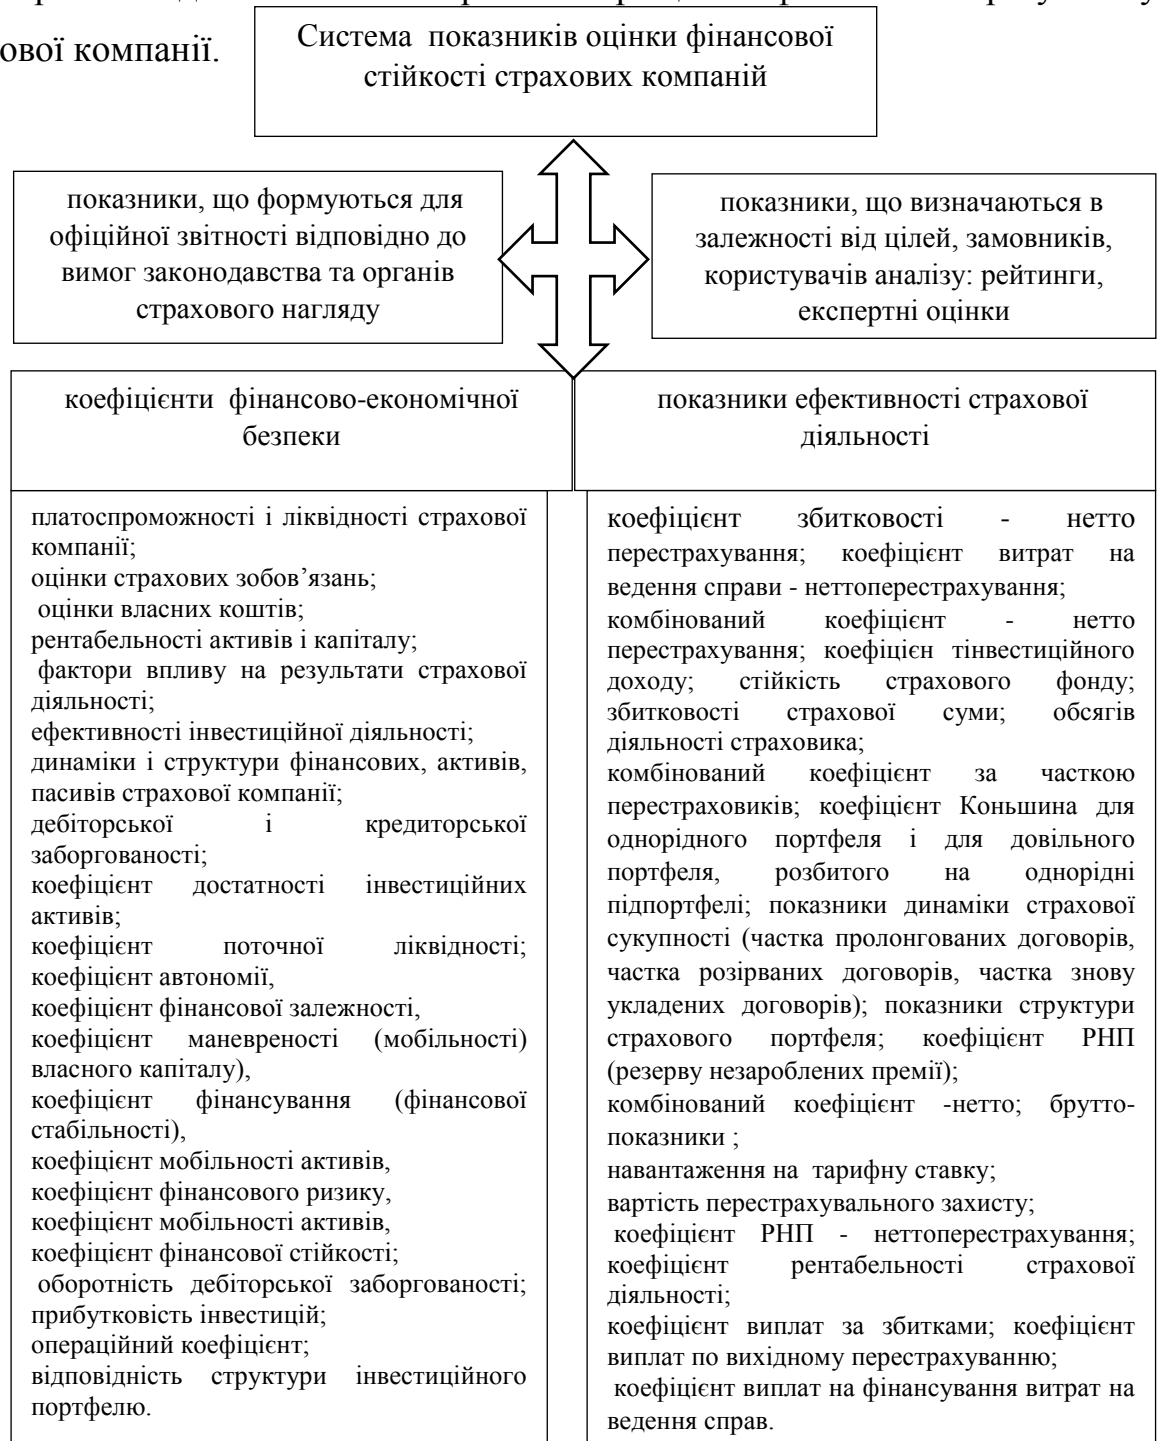 ової компанії.
Система показників оцінки фінансової
стійкості страхових компаній
показники, що формуються для
офіційної звітності відповідно до
вимог законодавства та органів
страхового нагляду
показники, що визначаються в
залежності від цілей, замовників,
користувачів аналізу: рейтинги,
експертні оцінки
коефіцієнти фінансово-економічної
безпеки
показники ефективності страхової
діяльності
платоспроможності і ліквідності страхової
компанії;
оцінки страхових зобов’язань;
оцінки власних коштів;
рентабельності активів і капіталу;
фактори впливу на результати страхової
діяльності;
ефективності інвестиційної діяльності;
динаміки і структури фінансових, активів,
пасивів страхової компанії;
дебіторської і кредиторської
заборгованості;
коефіцієнт достатності інвестиційних
активів;
коефіцієнт поточної ліквідності;
коефіцієнт автономії,
коефіцієнт фінансової залежності,
коефіцієнт маневреності (мобільності)
власного капіталу),
коефіцієнт фінансування (фінансової
стабільності),
коефіцієнт мобільності активів,
коефіцієнт фінансового ризику,
коефіцієнт мобільності активів,
коефіцієнт фінансової стійкості;
оборотність дебіторської заборгованості;
прибутковість інвестицій;
операційний коефіцієнт;
відповідність структури інвестиційного
портфелю.
коефіцієнт збитковості - нетто
перестрахування; коефіцієнт витрат на
ведення справи - неттоперестрахування;
комбінований коефіцієнт - нетто
перестрахування; коефіцієн тінвестиційного
доходу; стійкість страхового фонду;
збитковості страхової суми; обсягів
діяльності страховика;
комбінований коефіцієнт за часткою
перестраховиків; коефіцієнт Коньшина для
однорідного портфеля і для довільного
портфеля, розбитого на однорідні
підпортфелі; показники динаміки страхової
сукупності (частка пролонгованих договорів,
частка розірваних договорів, частка знову
укладених договорів); показники структури
страхового портфеля; коефіцієнт РНП
(резерву незароблених премії);
комбінований коефіцієнт -нетто; брутто-
показники ;
навантаження на тарифну ставку;
вартість перестрахувального захисту;
коефіцієнт РНП - неттоперестрахування;
коефіцієнт рентабельності страхової
діяльності;
коефіцієнт виплат за збитками; коефіцієнт
виплат по вихідному перестрахуванню;
коефіцієнт виплат на фінансування витрат на
ведення справ.